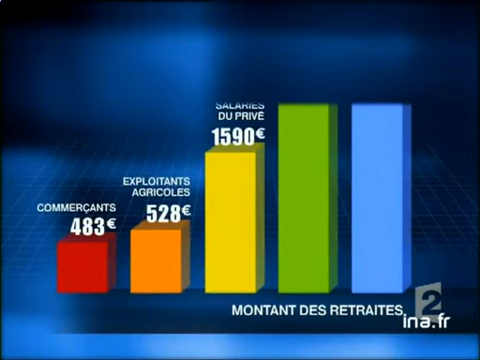 SALARIÉS
DU PRIVÉ
1590€
EXPLOITANTS
AGRICOLES
528€
COMMERÇANTS
483€
MONTANT DES RETRAITES
2
ina.fr